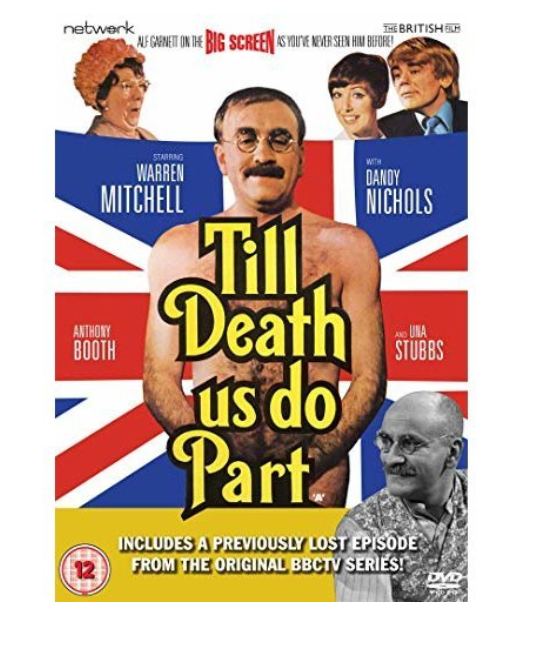 network
THE BRITISH FILM
ALF GARNETT ON THE BIG SCREEN AS YOU'VE NEVER SEEN HIM BEFORE!
STARRING
WARREN
MITCHELL
WITH
DANDY
NICHOLS
Till
Death
us do
Part
'A'
ANTHONY
BOOTH
AND UNA
STUBBS
INCLUDES A PREVIOUSLY LOST EPISODE
FROM THE ORIGINAL BBCTV SERIES!
12
DVD
VIDEO